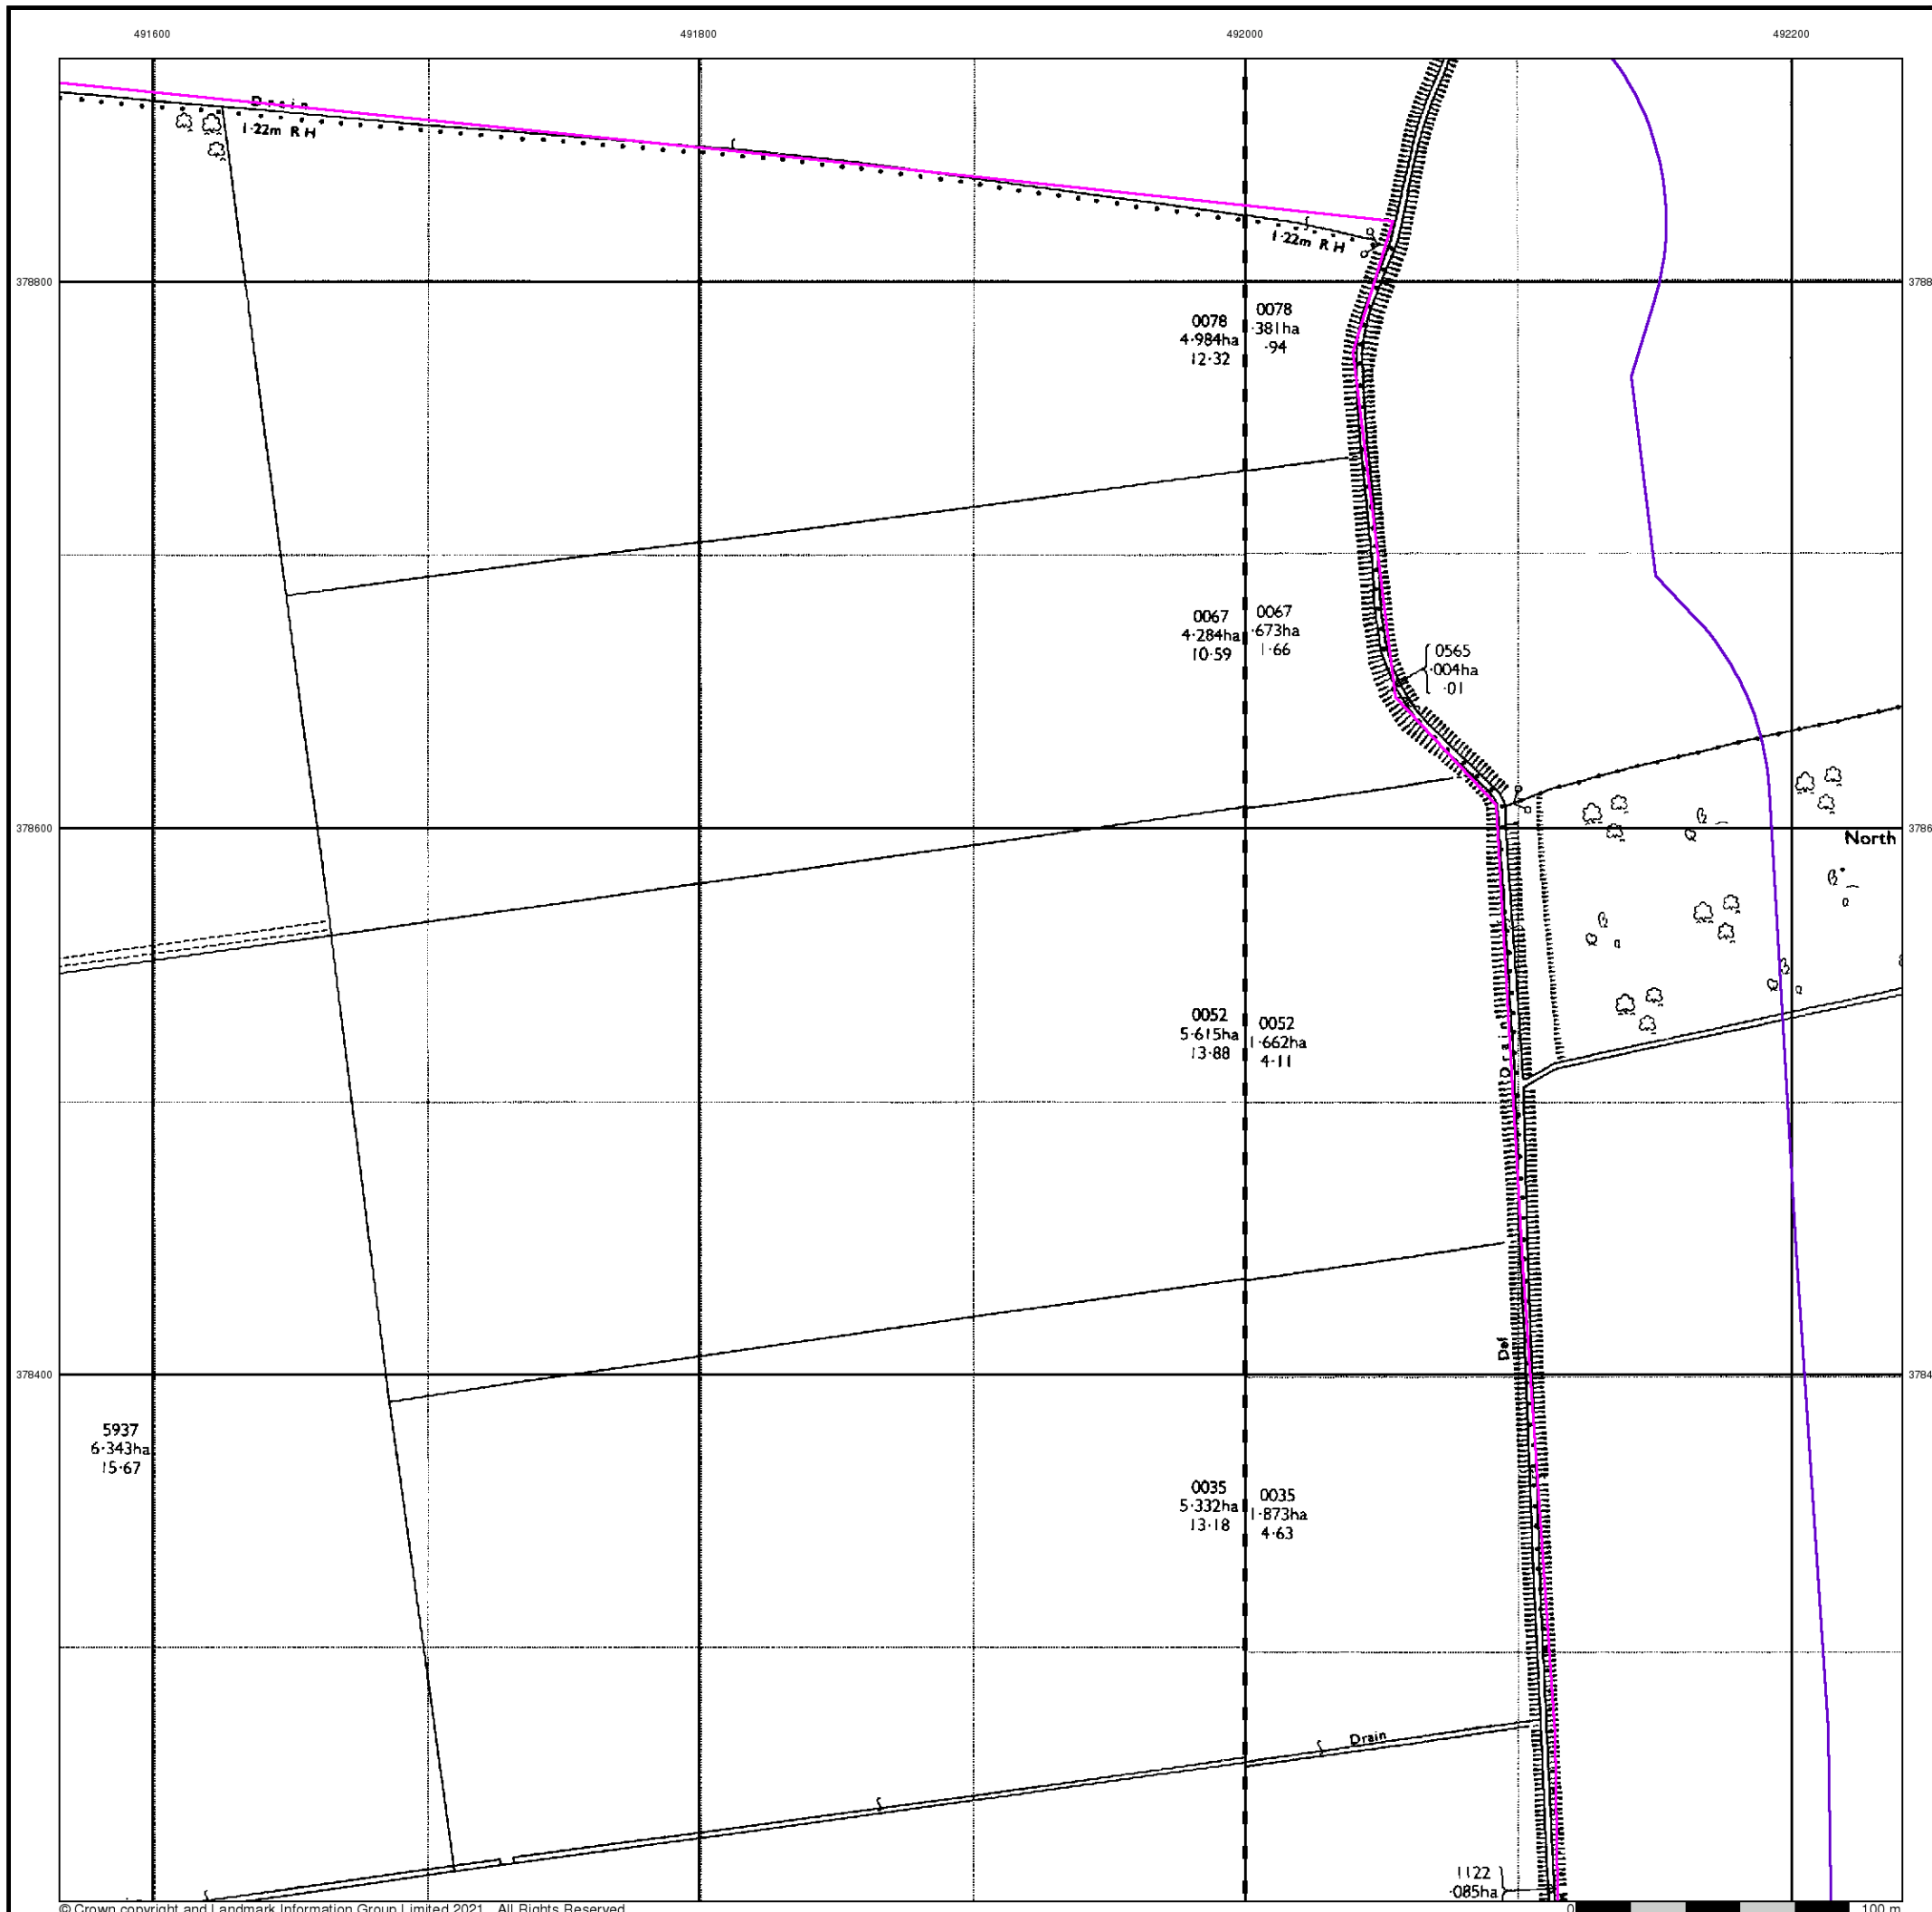 491600 491800 492000 492200
Drain
1·22m R H
1·22m R H
378800 3788
0078
4·984ha
12·32
0078
·381ha
·94
0067
4·284ha
10·59
0067
·673ha
1·66
0565
·004ha
·01
378600 3786
North
0052
5·615ha
13·88
0052
1·662ha
4·11
Drain
Def
378400 3784
5937
6·343ha
15·67
0035
5·332ha
13·18
0035
1·873ha
4·63
Drain
1122
·085ha
© Crown copyright and Landmark Information Group Limited 2021. All Rights Reserved.
0 100 m